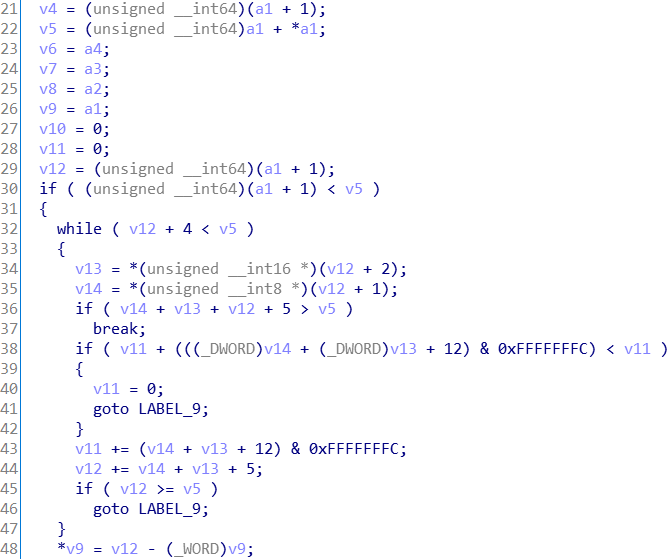 21 v4 = (unsigned __int64)(a1 + 1);
22 v5 = (unsigned __int64)a1 + *a1;
23 v6 = a4;
24 v7 = a3;
25 v8 = a2;
26 v9 = a1;
27 v10 = 0;
28 v11 = 0;
29 v12 = (unsigned __int64)(a1 + 1);
30 if ( (unsigned __int64)(a1 + 1) < v5 )
31 {
32 while ( v12 + 4 < v5 )
33 {
34 v13 = *(unsigned __int16 *)(v12 + 2);
35 v14 = *(unsigned __int8 *)(v12 + 1);
36 if ( v14 + v13 + v12 + 5 > v5 )
37 break;
38 if ( v11 + (((_DWORD)v14 + (_DWORD)v13 + 12) & 0xFFFFFFFC) < v11 )
39 {
40 v11 = 0;
41 goto LABEL_9;
42 }
43 v11 += (v14 + v13 + 12) & 0xFFFFFFFC;
44 v12 += v14 + v13 + 5;
45 if ( v12 >= v5 )
46 goto LABEL_9;
47 }
48 *v9 = v12 - (_WORD)v9;